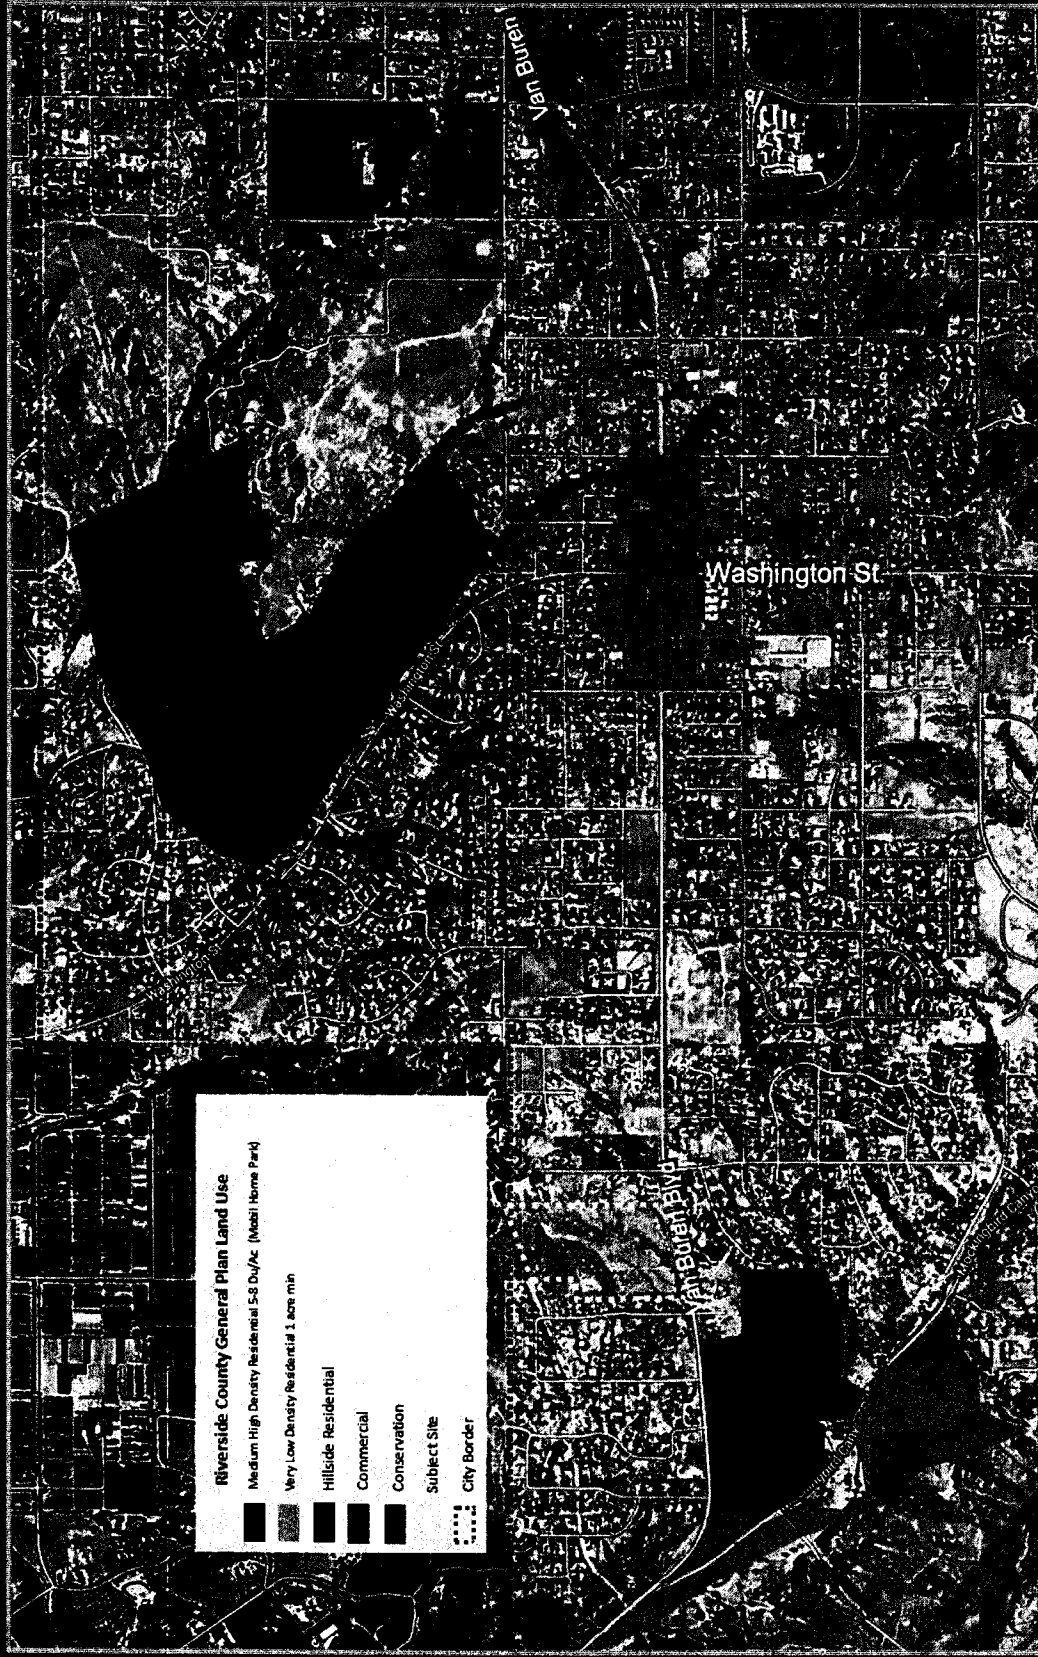 Riverside County General Plan Land Use
Medium High Density Residential 5-8 Du/Ac (Mobil Home Park)
Very Low Density Residential 1 acre min
Hillside Residential
Commercial
Conservation
Subject Site
City Border
Van Buren
Washington St.
Washington St
Van Buren Blvd